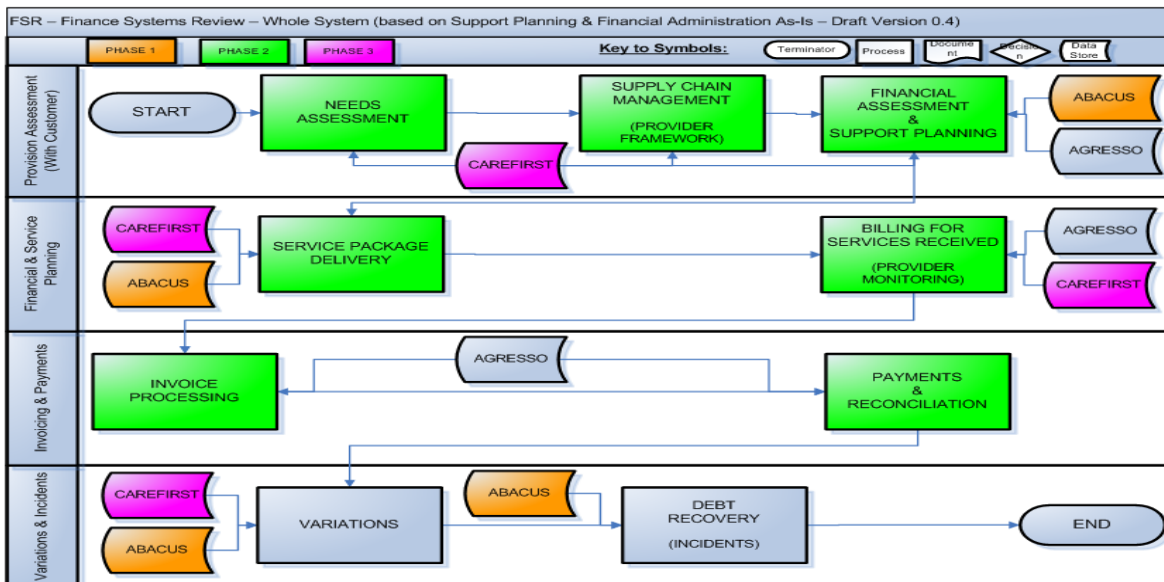 FSR – Finance Systems Review – Whole System (based on Support Planning & Financial Administration As-Is – Draft Version 0.4)
PHASE 1
PHASE 2
PHASE 3
Key to Symbols:
Terminator
Process
Docume
nt
Decisio
n
Data
Store
Provision Assessment
(With Customer)
START
NEEDS
ASSESSMENT
SUPPLY CHAIN
MANAGEMENT
(PROVIDER
FRAMEWORK)
FINANCIAL
ASSESSMENT
&
SUPPORT PLANNING
ABACUS
AGRESSO
CAREFIRST
Financial & Service
Planning
CAREFIRST
ABACUS
SERVICE PACKAGE
DELIVERY
BILLING FOR
SERVICES RECEIVED
(PROVIDER
MONITORING)
AGRESSO
CAREFIRST
Invoicing & Payments
INVOICE
PROCESSING
AGRESSO
PAYMENTS
&
RECONCILIATION
Variations & Incidents
CAREFIRST
ABACUS
VARIATIONS
ABACUS
DEBT
RECOVERY
(INCIDENTS)
END